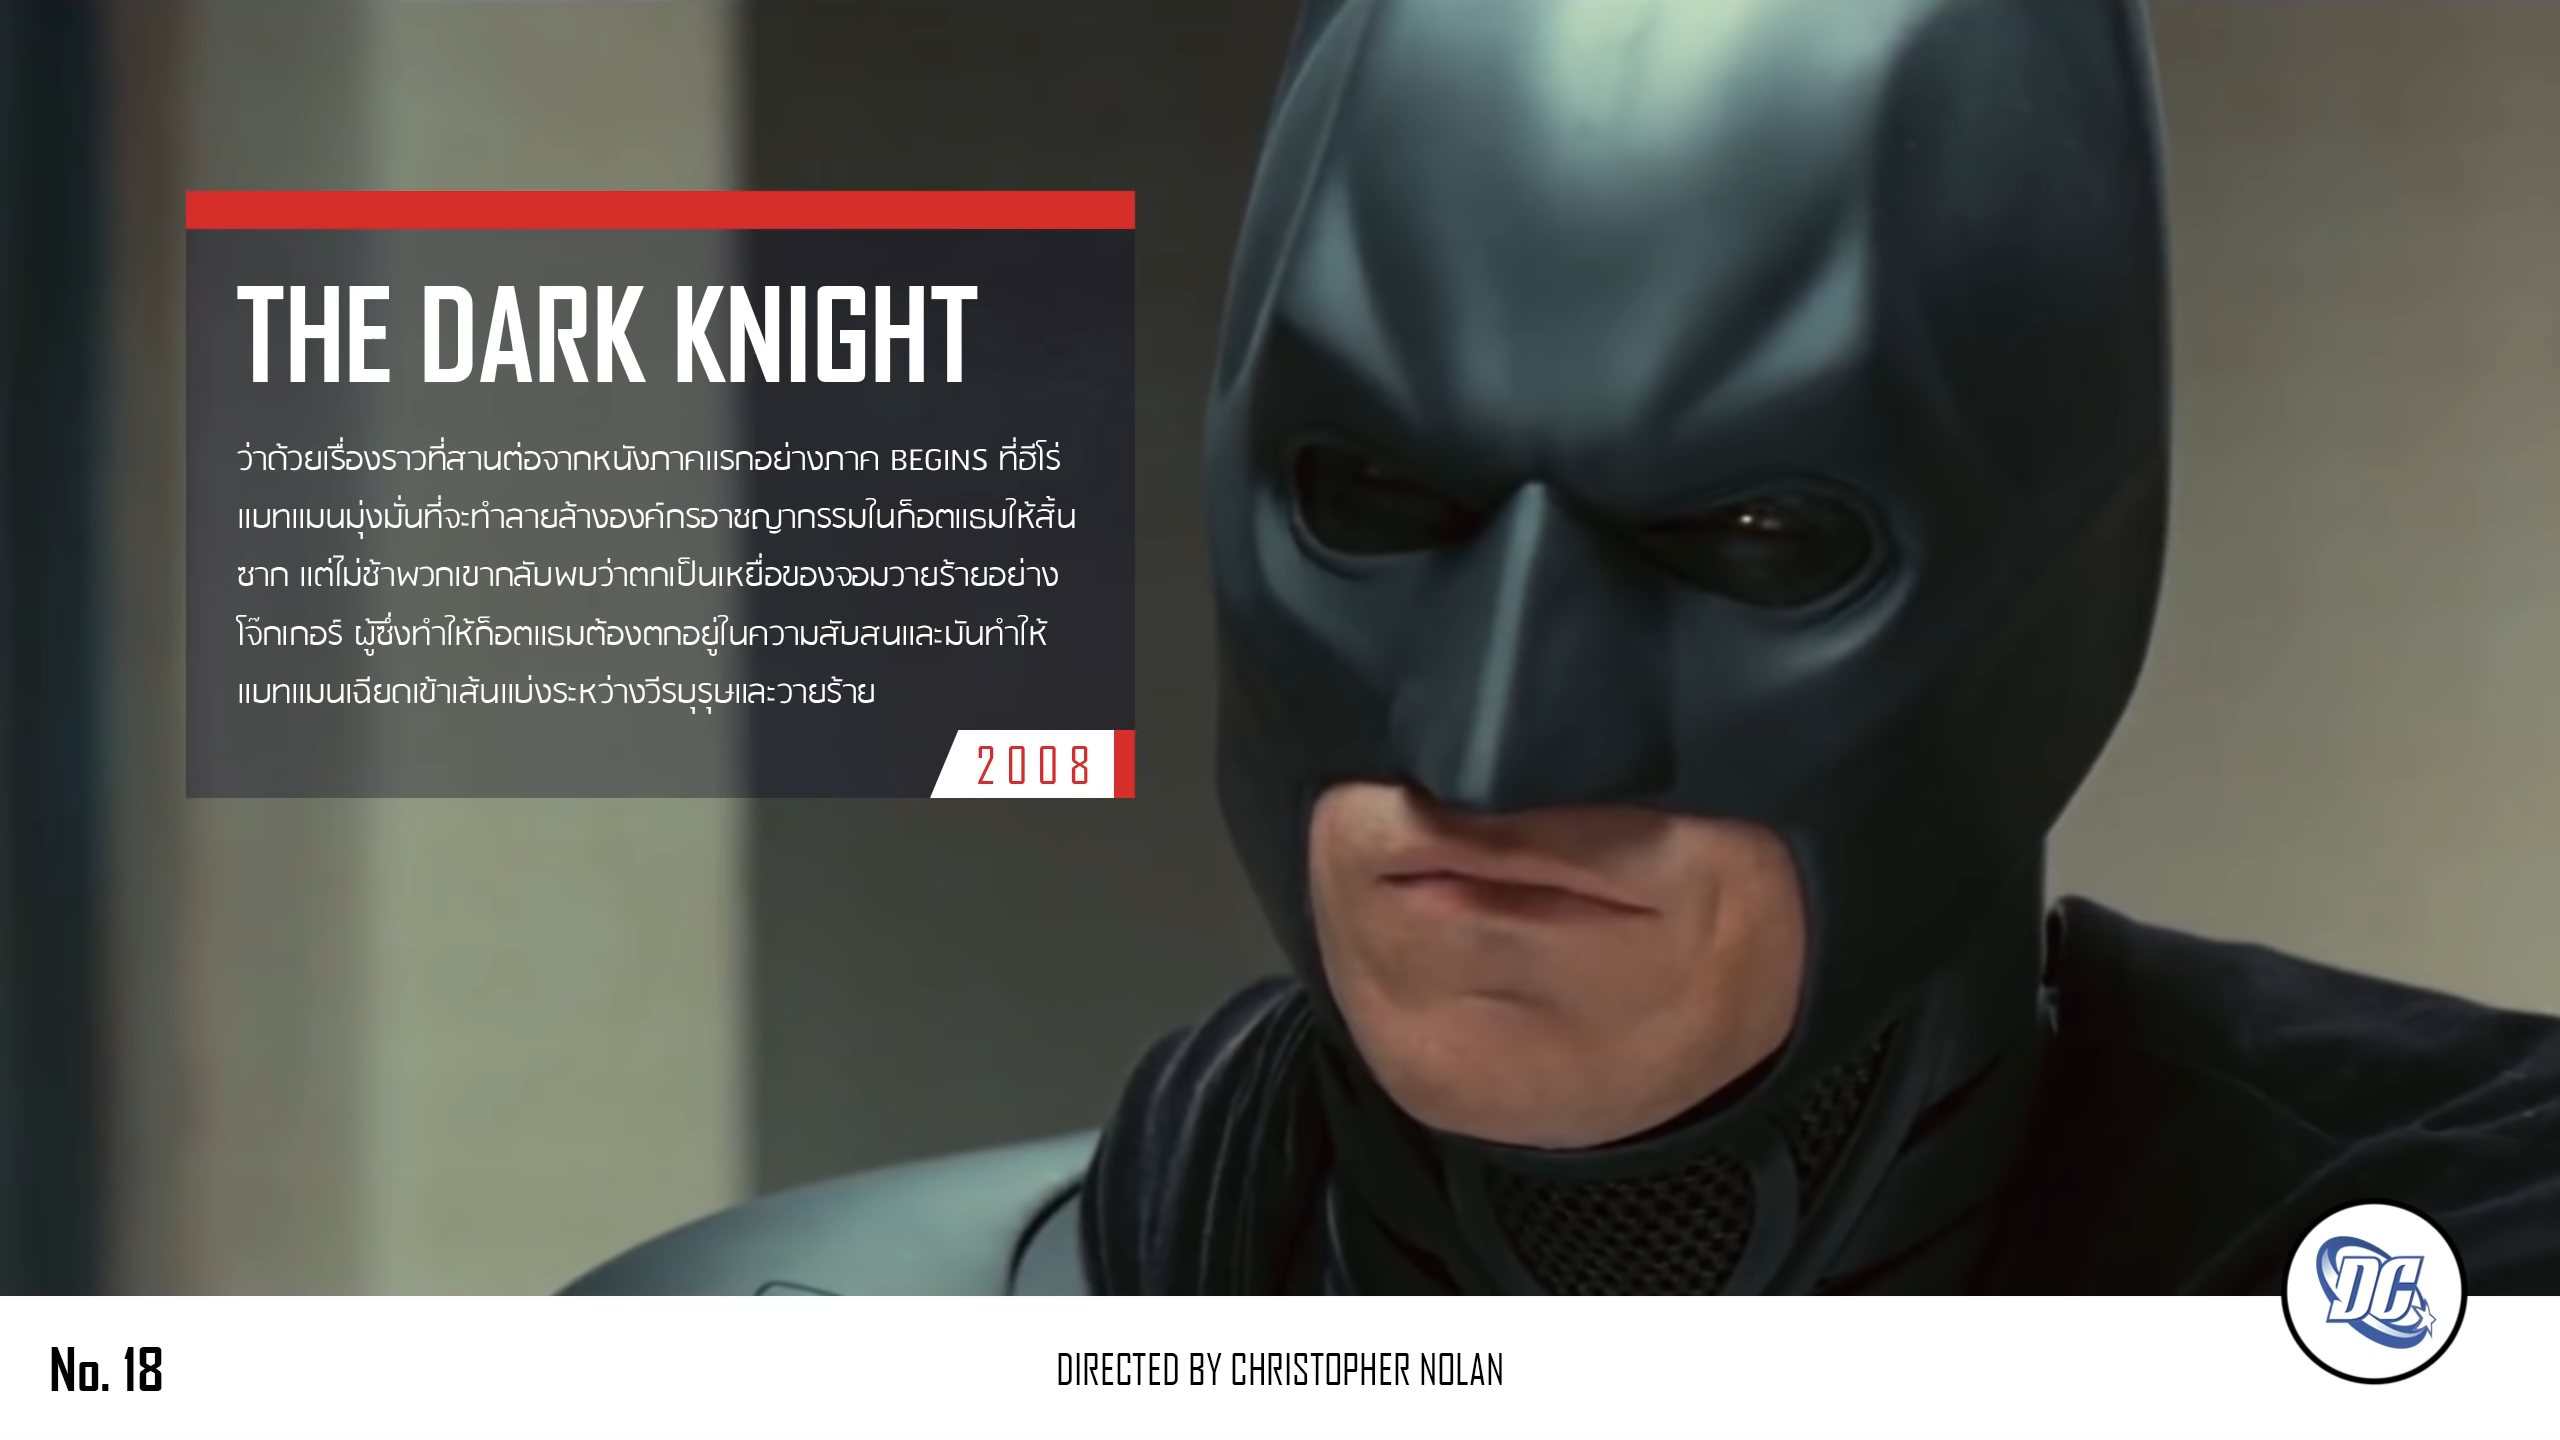 THE DARK KNIGHT
ว่าด้วยเรื่องราวที่สานต่อจากหนังภาคแรกอย่างภาค BEGINS ที่ฮีโร่
แบทแมนมุ่งมั่นที่จะทำลายล้างองค์กรอาชญากรรมในก็อตแธมให้สิ้น
ซาก แต่ไม่ช้าพวกเขากลับพบว่าตกเป็นเหยื่อของจอมวายร้ายอย่าง
โจ๊กเกอร์ ผู้ซึ่งทำให้ก็อตแธมต้องตกอยู่ในความสับสนและมันทำให้
แบทแมนเฉียดเข้าเส้นแบ่งระหว่างวีรบุรุษและวายร้าย
2008
DC
No. 18
DIRECTED BY CHRISTOPHER NOLAN